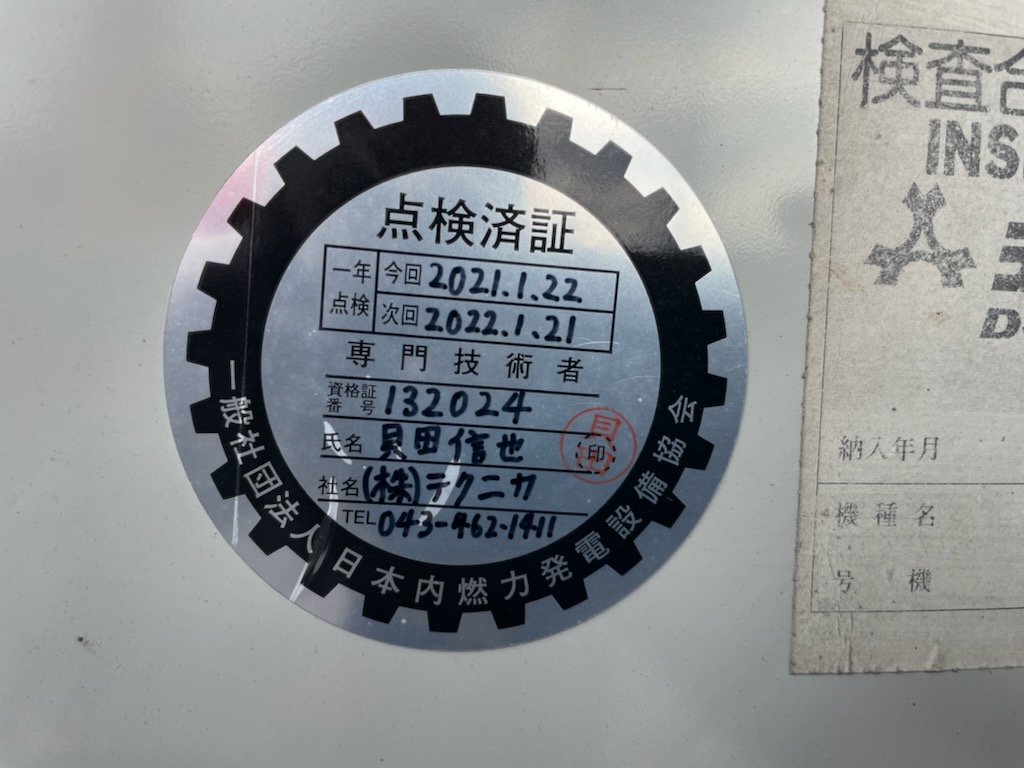 点検済証
一年点検
今回 2021.1.22
次回 2022.1.21
専門技術者
資格証番号 132024
氏名 貝田信也 印
社名 (株)テクニカ
TEL 043-462-1411
一般社団法人日本内燃力発電設備協会
検査合
INS
納入年月
機種名
号機